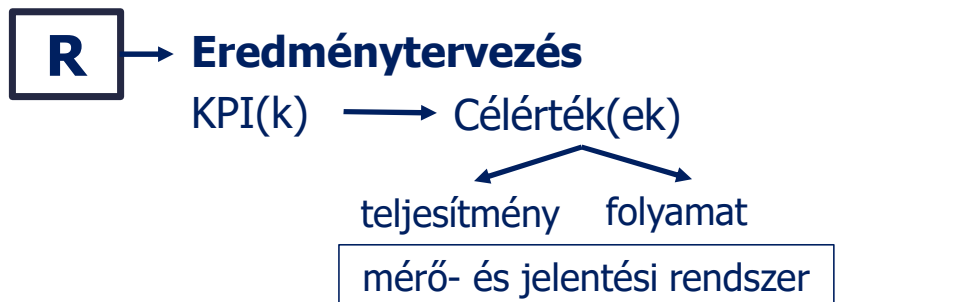 R Eredménytervezés
KPI(k) Célérték(ek)
teljesítmény folyamat
mérő- és jelentési rendszer